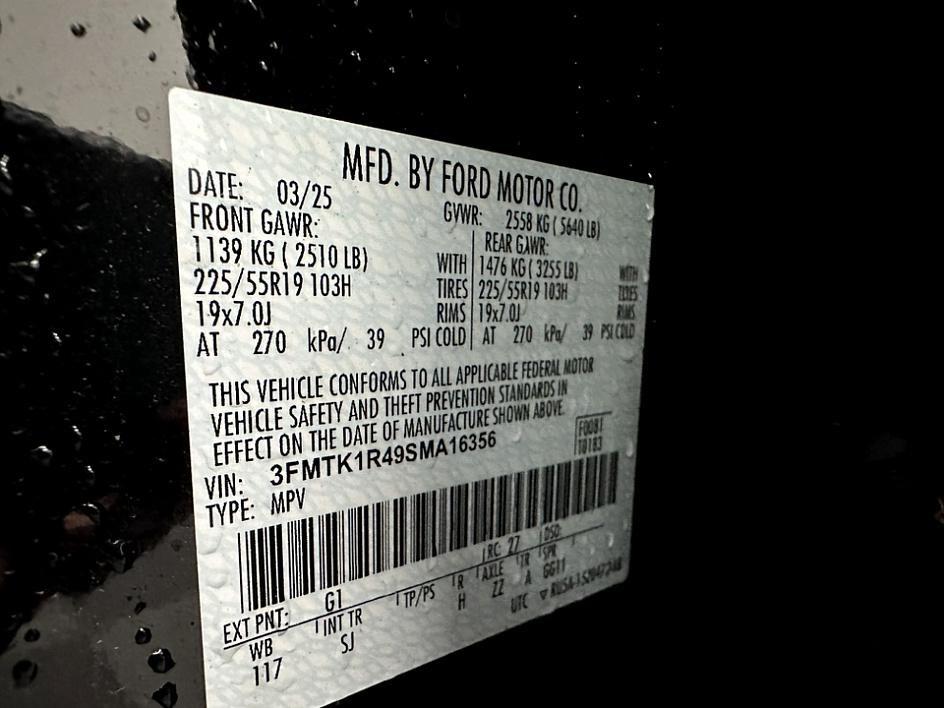 MFD. BY FORD MOTOR CO.
DATE: 03/25 GVWR: 2558 KG ( 5640 LB)
FRONT GAWR: REAR GAWR:
1139 KG ( 2510 LB) WITH 1476 KG ( 3255 LB) WITH
225/55R19 103H TIRES 225/55R19 103H TIRES
19x7.0J RIMS 19x7.0J RIMS
AT 270 kPa/ 39 PSI COLD AT 270 kPa/ 39 PSI COLD
THIS VEHICLE CONFORMS TO ALL APPLICABLE FEDERAL MOTOR
VEHICLE SAFETY AND THEFT PREVENTION STANDARDS IN
EFFECT ON THE DATE OF MANUFACTURE SHOWN ABOVE.
F0081
T0183
VIN: 3FMTK1R49SMA16356
TYPE: MPV
RC: 27 DSO:
EXT PNT: G1
WB INT TR TP/PS R AXLE TR SPR
117 SJ H ZZ A GG11
UTC